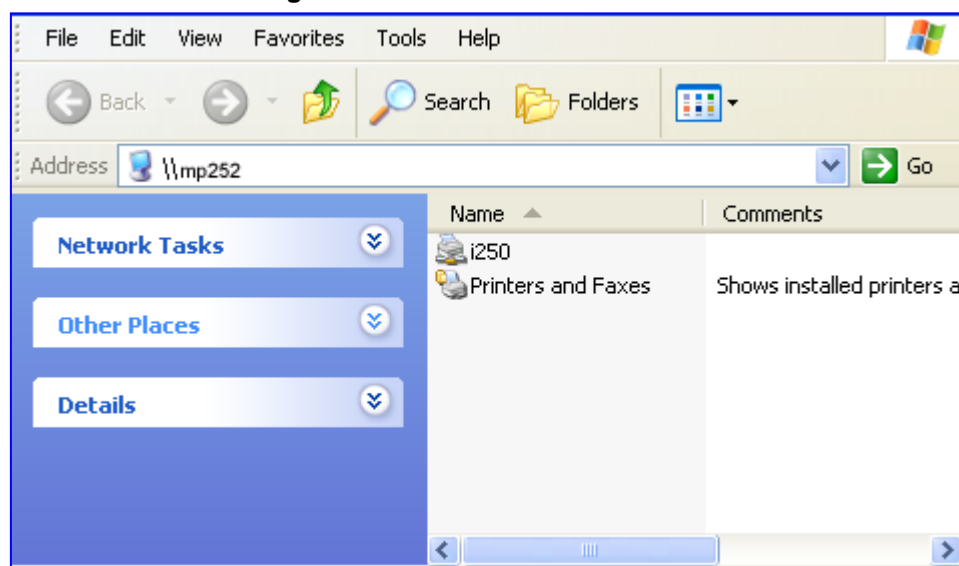 File Edit View Favorites Tools Help
Back Search Folders
Address \\mp252 Go
Network Tasks
Other Places
Details
Name Comments
i250
Printers and Faxes Shows installed printers a